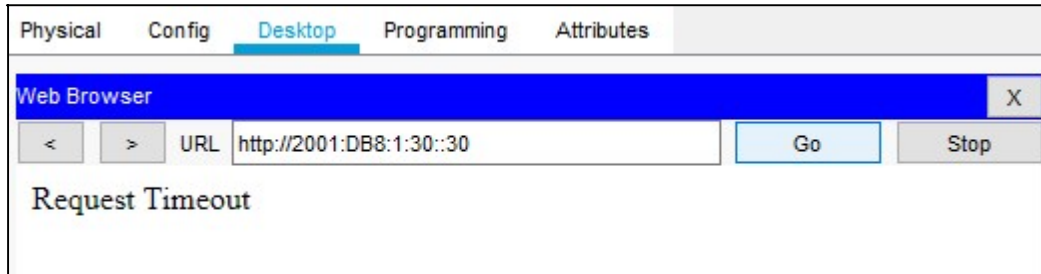 Physical Config Desktop Programming Attributes
Web Browser X
< > URL http://2001:DB8:1:30::30 Go Stop
Request Timeout